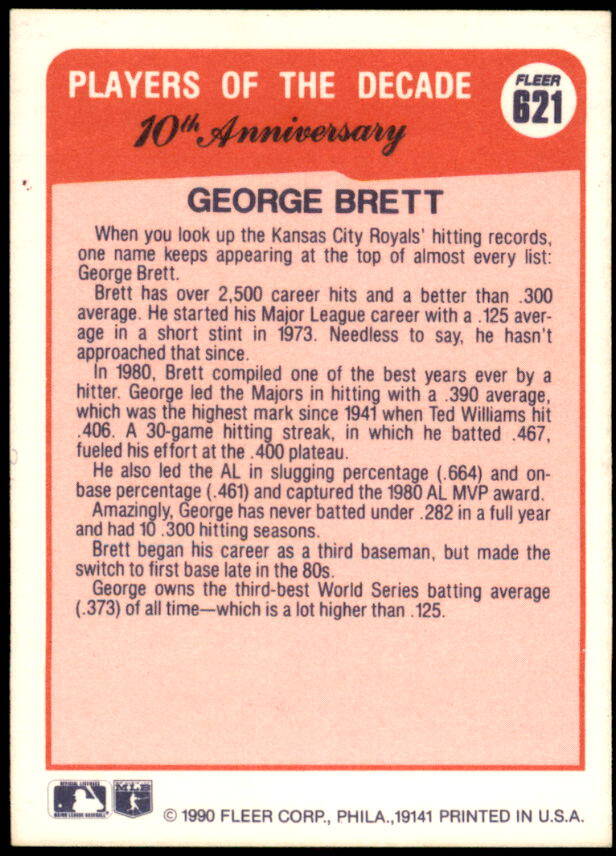 PLAYERS OF THE DECADE
FLEER
621
10th Anniversary
GEORGE BRETT
When you look up the Kansas City Royals' hitting records,
one name keeps appearing at the top of almost every list:
George Brett.
Brett has over 2,500 career hits and a better than .300
average. He started his Major League career with a .125 aver-
age in a short stint in 1973. Needless to say, he hasn't
approached that since.
In 1980, Brett compiled one of the best years ever by a
hitter. George led the Majors in hitting with a .390 average,
which was the highest mark since 1941 when Ted Williams hit
.406. A 30-game hitting streak, in which he batted .467,
fueled his effort at the .400 plateau.
He also led the AL in slugging percentage (.664) and on-
base percentage (.461) and captured the 1980 AL MVP award.
Amazingly, George has never batted under .282 in a full year
and had 10 .300 hitting seasons.
Brett began his career as a third baseman, but made the
switch to first base late in the 80s.
George owns the third-best World Series batting average
(.373) of all time—which is a lot higher than .125.
OFFICIAL LICENSEE
MAJOR LEAGUE BASEBALL
MLB
© 1990 FLEER CORP., PHILA.,19141 PRINTED IN U.S.A.